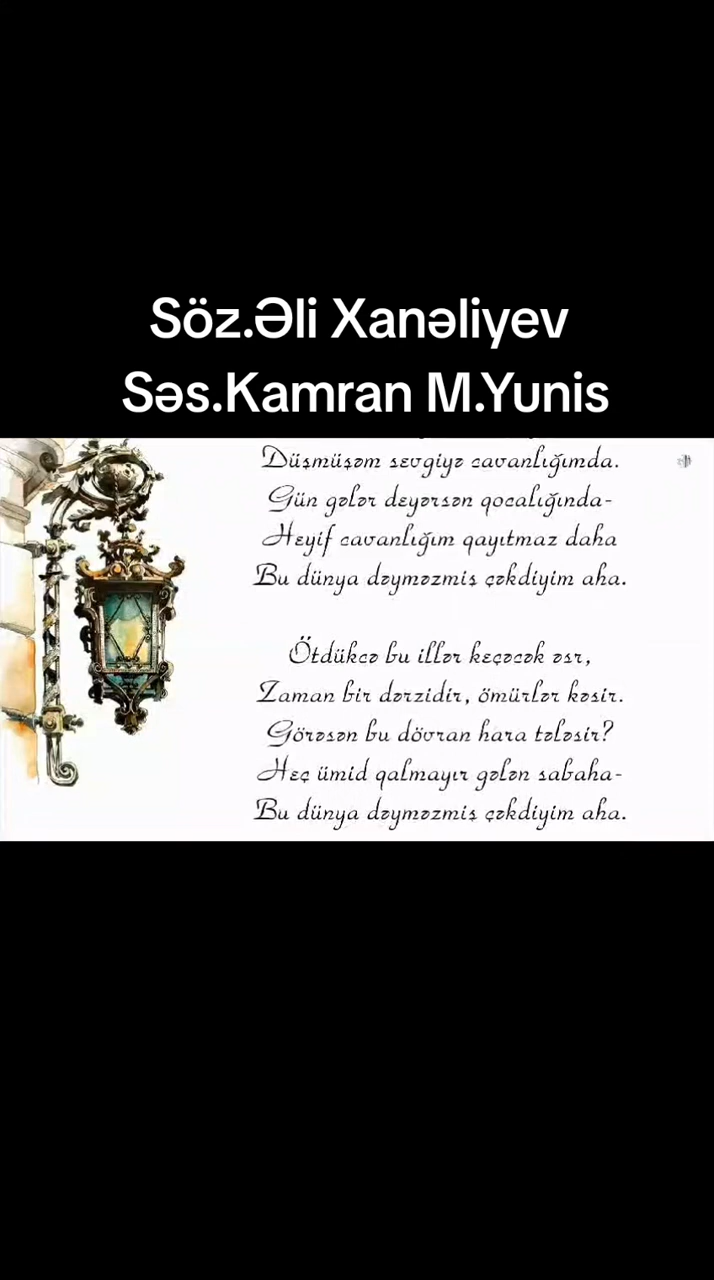 Söz.Əli Xanəliyev
Səs.Kamran M.Yunis
Düşmüşəm sevgiyə cavanlığımda.
Gün gələr deyərsən qocalığında-
Heyif cavanlığım qayıtmaz daha
Bu dünya dəyməzmiş çəkdiyim aha.
Ötdükcə bu illər keçəcək əsr,
Zaman bir dərzidir, ömürlər kəsir.
Görəsən bu dövran hara tələsir?
Heç ümid qalmayır gələn sabaha-
Bu dünya dəyməzmiş çəkdiyim aha.